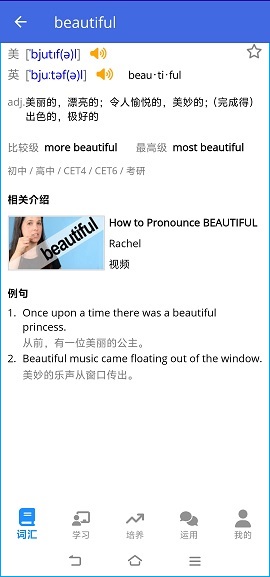 beautiful
美 ['bjutɪf(ə)l]
英 ['bjuːtəf(ə)l] beau·ti·ful
adj.美丽的，漂亮的；令人愉悦的，美妙的；（完成得）
出色的，极好的
比较级 more beautiful 最高级 most beautiful
初中 / 高中 / CET4 / CET6 / 考研
相关介绍
beautiful
How to Pronounce BEAUTIFUL
Rachel
视频
例句
1. Once upon a time there was a beautiful
princess.
从前，有一位美丽的公主。
2. Beautiful music came floating out of the window.
美妙的乐声从窗口传出。
词汇 学习 培养 运用 我的